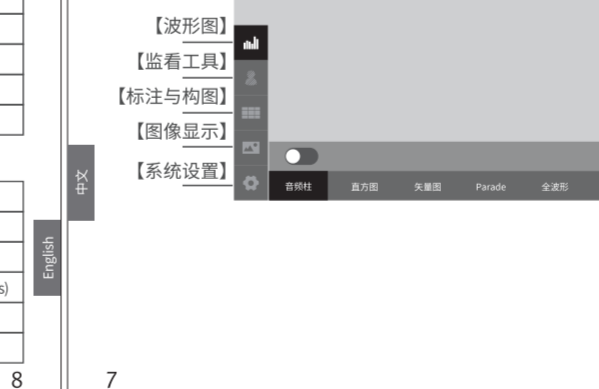 【波形图】
【监看工具】
【标注与构图】
【图像显示】
【系统设置】
音频柱
直方图
矢量图
Parade
全波形
中文
English
s)
8
7